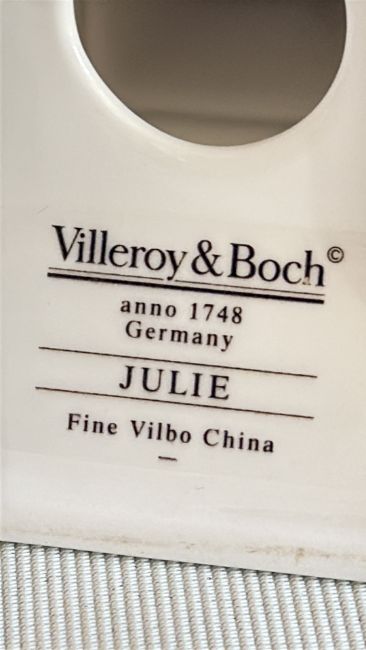 Villeroy & Boch©
anno 1748
Germany
JULIE
Fine Vilbo China